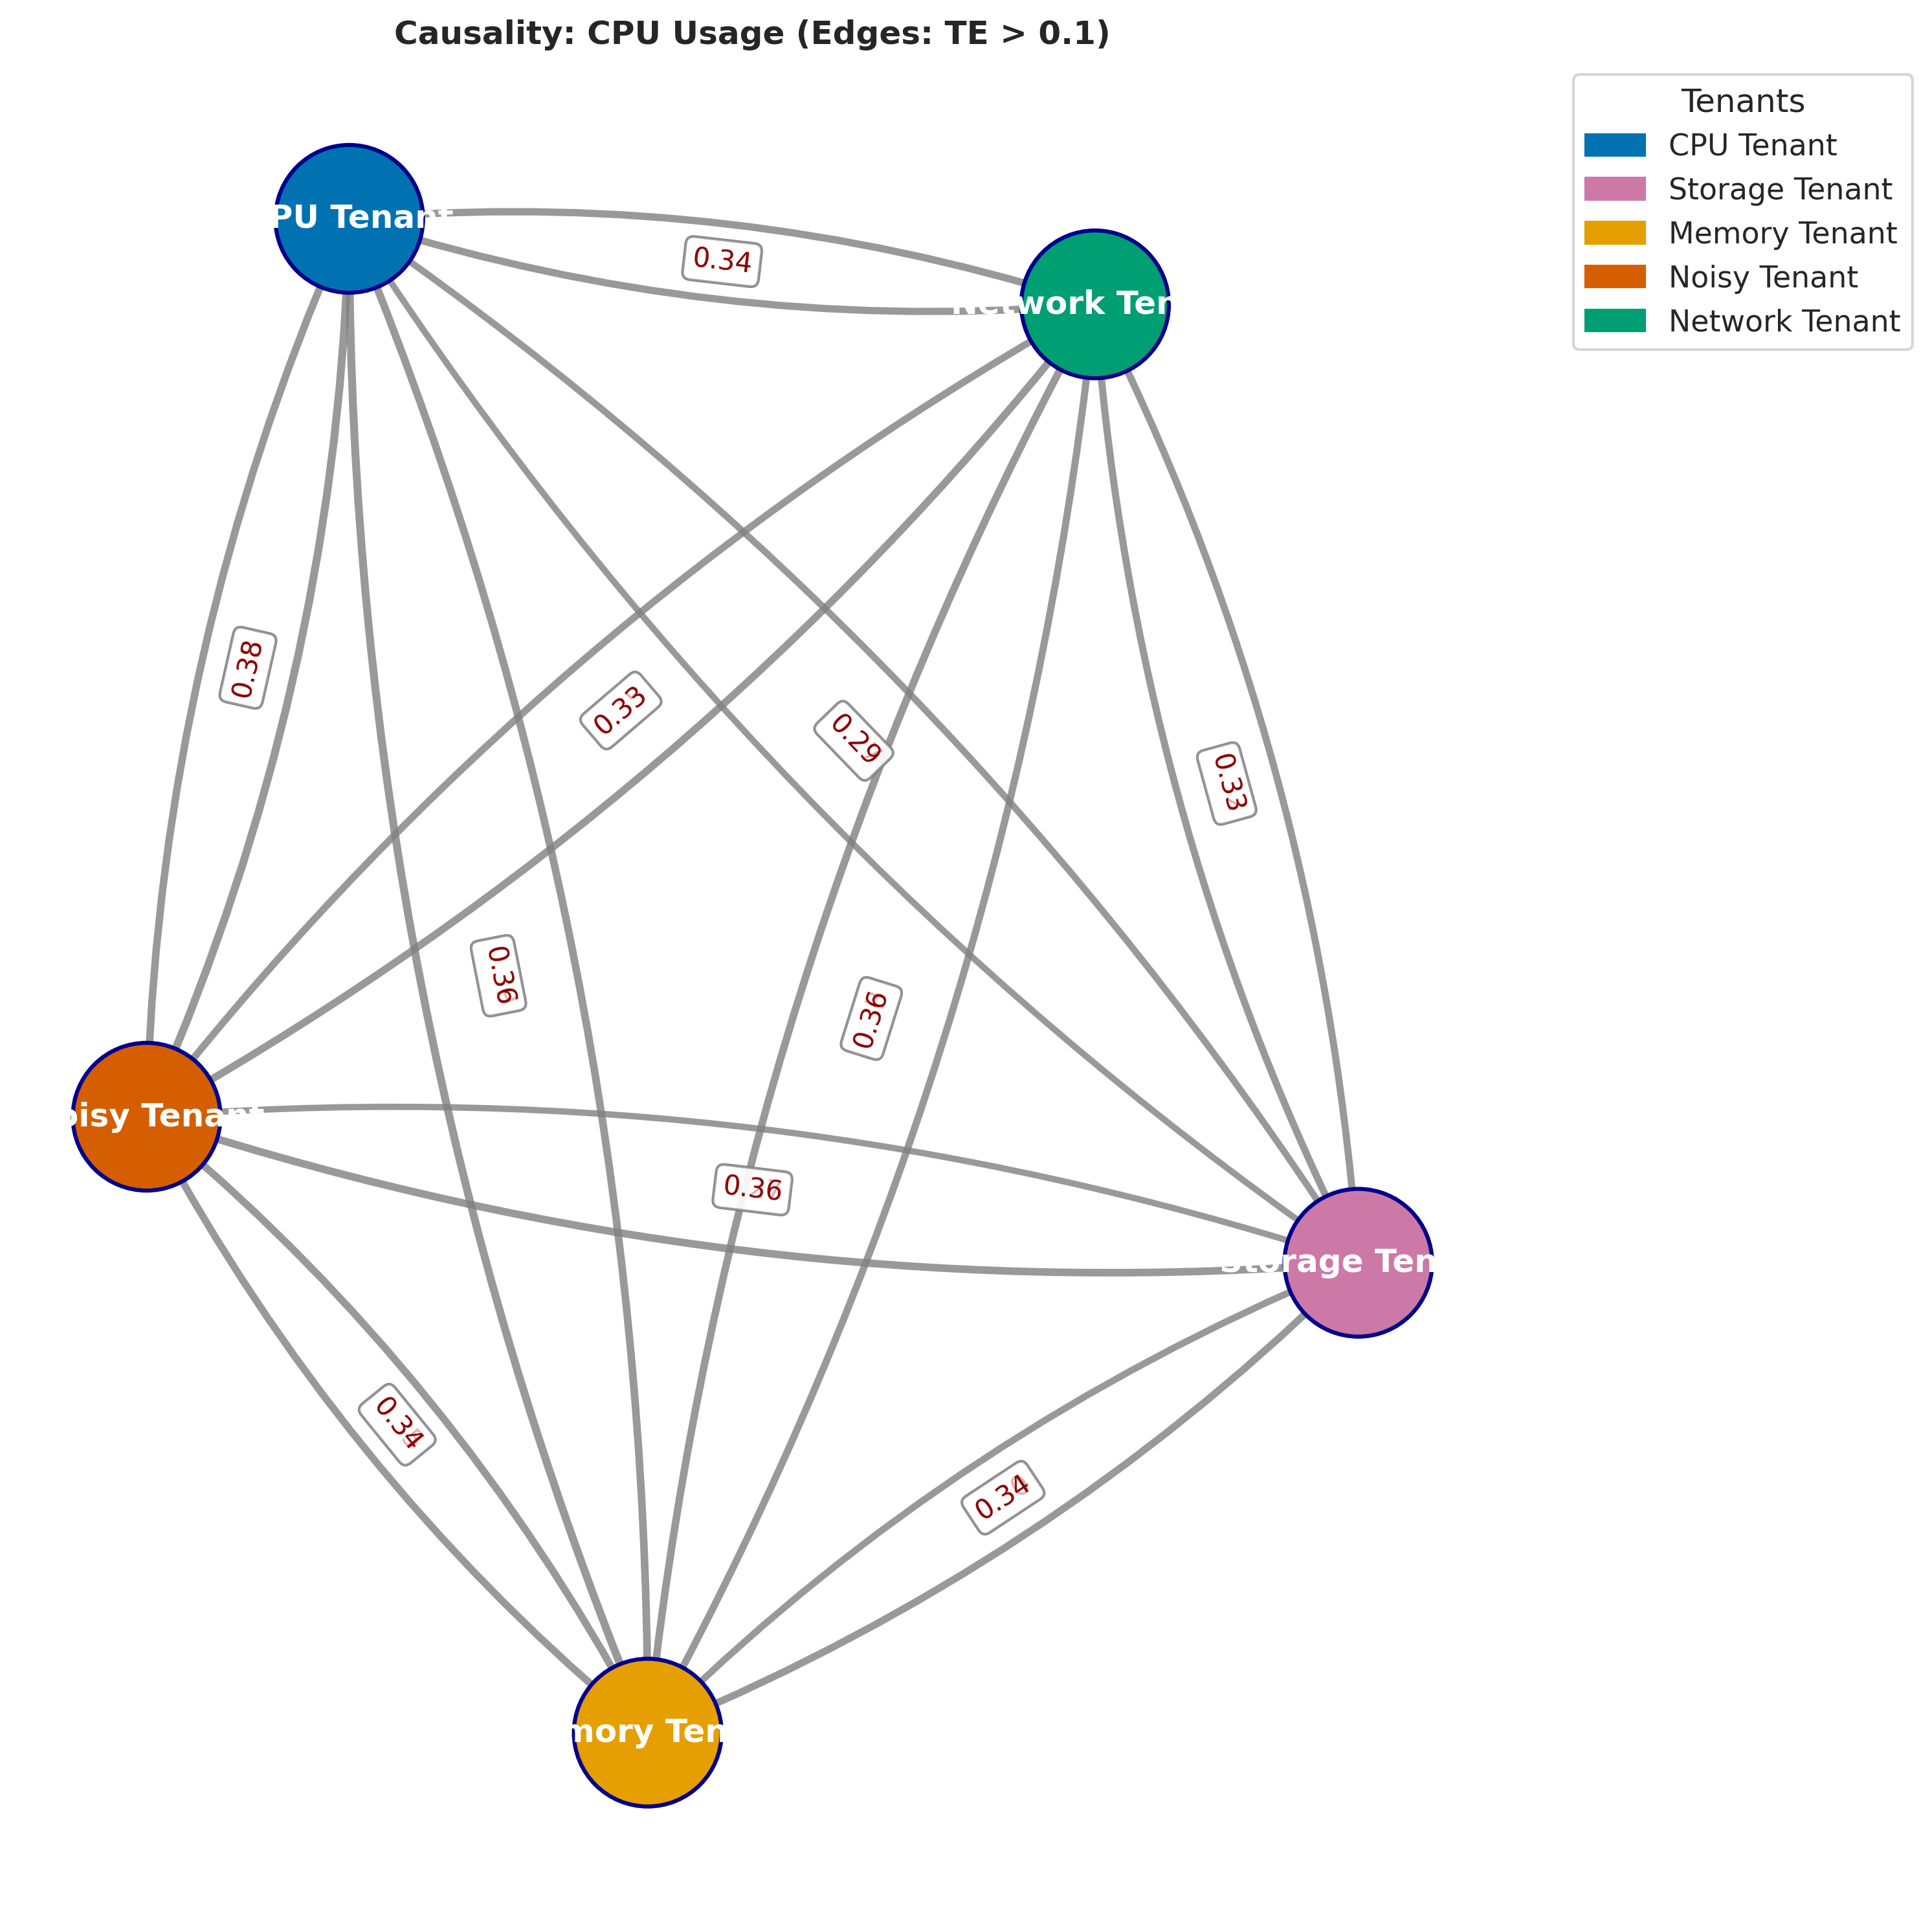 Causality: CPU Usage (Edges: TE > 0.1)
Tenants
CPU Tenant
Storage Tenant
Memory Tenant
Noisy Tenant
Network Tenant
PU Tenant
0.34
Network Ten
0.38
0.33
0.29
0.33
0.36
0.36
oisy Tenant
0.36
Storage Ten
0.34
0.34
mory Ten